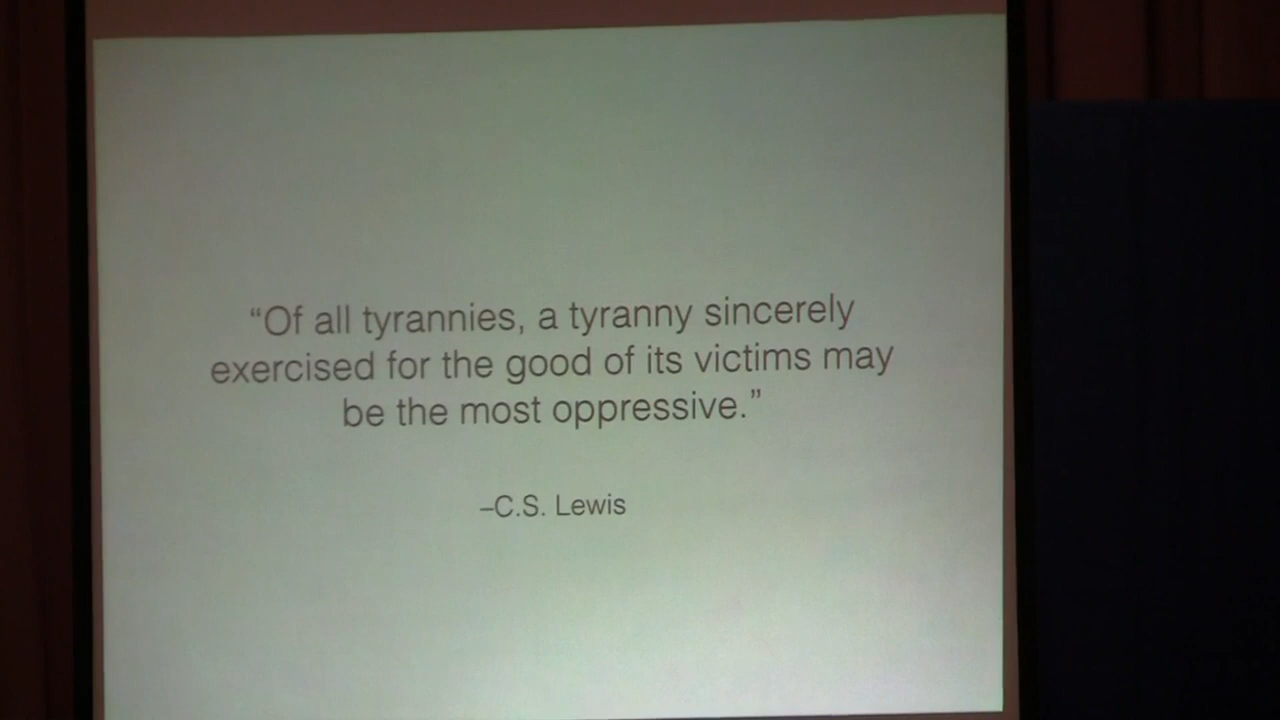 “Of all tyrannies, a tyranny sincerely
exercised for the good of its victims may
be the most oppressive.”
–C.S. Lewis